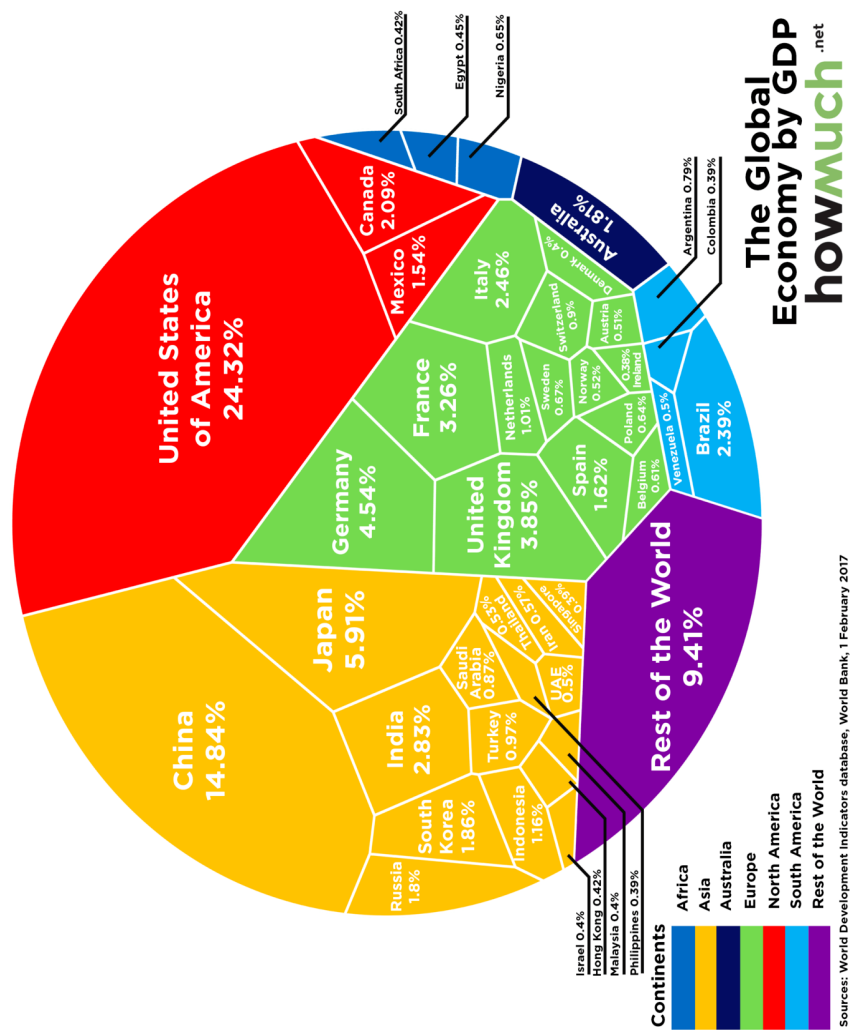 The Global
Economy by GDP
howmuch.net
United States
of America
24.32%
Canada
2.09%
Mexico
1.54%
South Africa 0.42%
Egypt 0.45%
Nigeria 0.65%
Australia
1.81%
Argentina 0.79%
Colombia 0.39%
Brazil
2.39%
Venezuela 0.5%
Italy
2.46%
Denmark 0.4%
Switzerland
0.9%
Austria
0.51%
France
3.26%
Netherlands
1.01%
Sweden
0.67%
Norway
0.52%
0.38%
Ireland
Germany
4.54%
United
Kingdom
3.85%
Spain
1.62%
Poland
0.64%
Belgium
0.61%
China
14.84%
Japan
5.91%
India
2.83%
Saudi
Arabia
0.87%
0.53%
Thailand
Iran 0.57%
Singapore
0.39%
UAE
0.5%
Turkey
0.97%
South
Korea
1.86%
Indonesia
1.16%
Russia
1.8%
Israel 0.4%
Hong Kong 0.42%
Malaysia 0.4%
Philippines 0.39%
Rest of the World
9.41%
Continents
Africa
Asia
Australia
Europe
North America
South America
Rest of the World
Sources: World Development Indicators database, World Bank, 1 February 2017